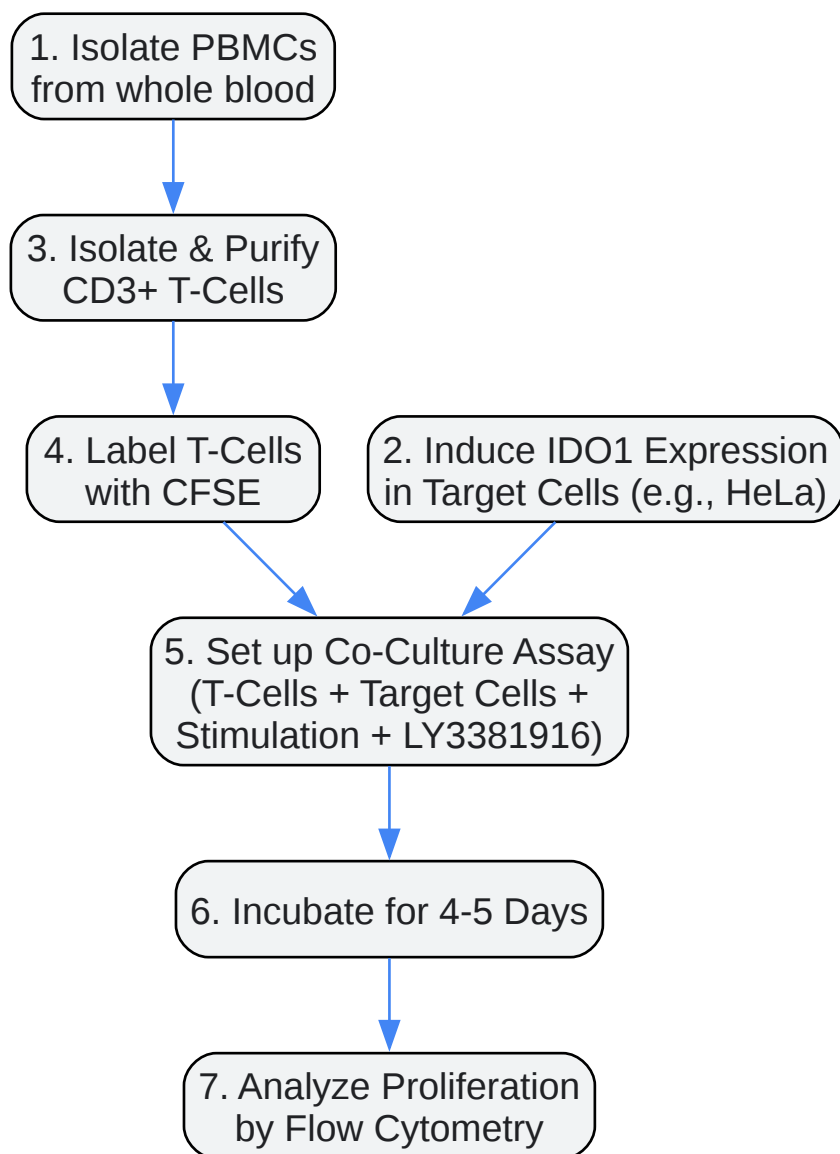 1. Isolate PBMCs
from whole blood
3. Isolate & Purify
CD3+ T-Cells
4. Label T-Cells
with CFSE
2. Induce IDO1 Expression
in Target Cells (e.g., HeLa)
5. Set up Co-Culture Assay
(T-Cells + Target Cells +
Stimulation + LY3381916)
6. Incubate for 4-5 Days
7. Analyze Proliferation
by Flow Cytometry